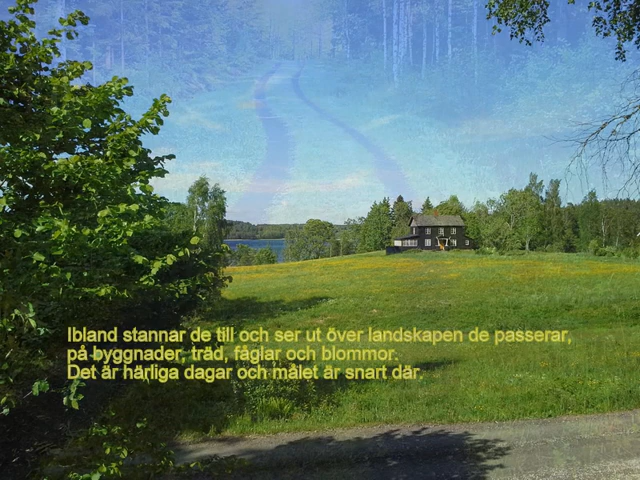 Ibland stannar de till och ser ut över landskapen de passerar,
på byggnader, träd, fåglar och blommor.
Det är härliga dagar och målet är snart där.